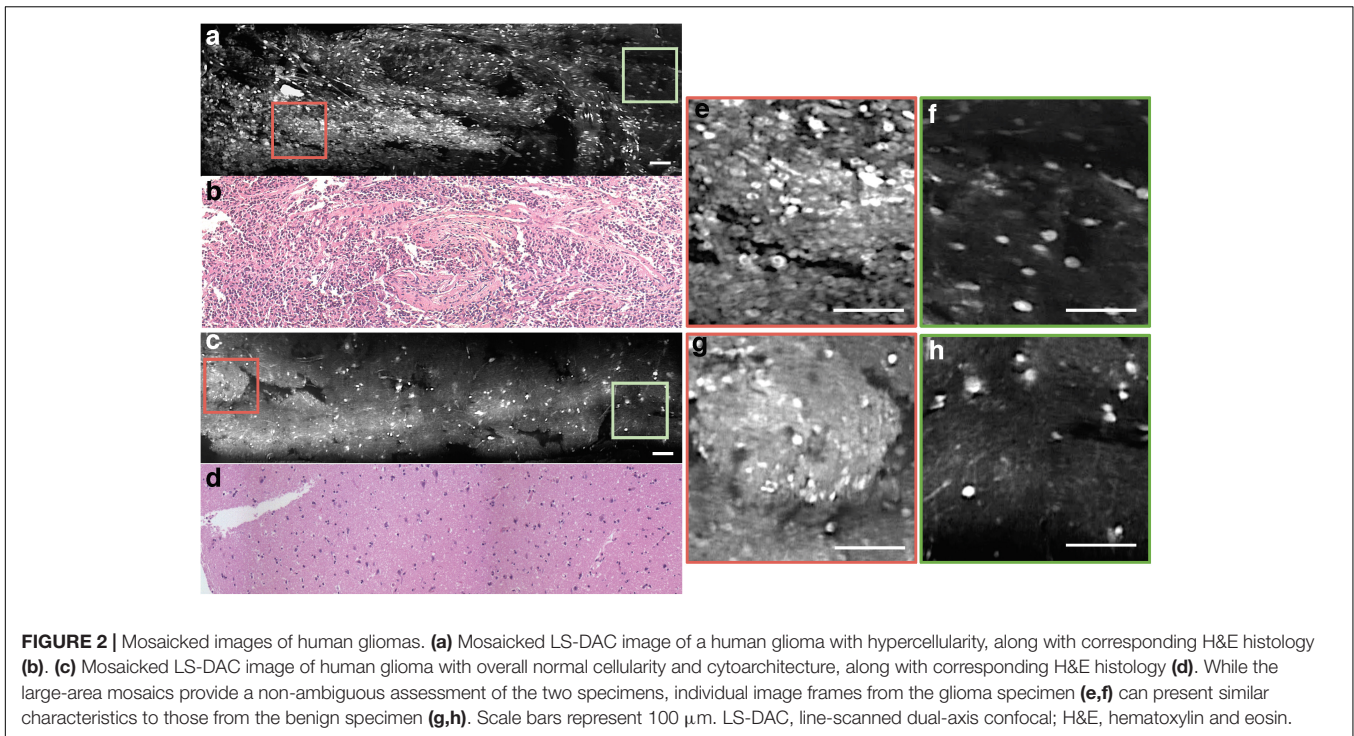 a
b
c
d
e
f
g
h
FIGURE 2 | Mosaicked images of human gliomas. (a) Mosaicked LS-DAC image of a human glioma with hypercellularity, along with corresponding H&E histology
(b). (c) Mosaicked LS-DAC image of human glioma with overall normal cellularity and cytoarchitecture, along with corresponding H&E histology (d). While the
large-area mosaics provide a non-ambiguous assessment of the two specimens, individual image frames from the glioma specimen (e,f) can present similar
characteristics to those from the benign specimen (g,h). Scale bars represent 100 μm. LS-DAC, line-scanned dual-axis confocal; H&E, hematoxylin and eosin.